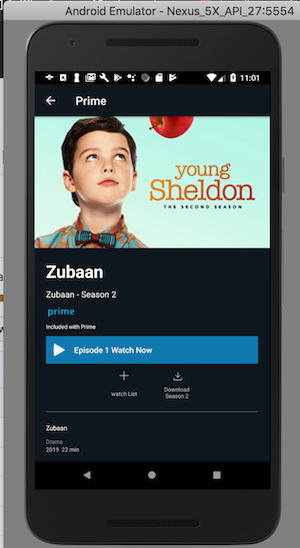 Android Emulator - Nexus_5X_API_27:5554
11:01
Prime
young
Sheldon
THE SECOND SEASON
Zubaan
Zubaan - Season 2
prime
Included with Prime
Episode 1 Watch Now
watch List
Download
Season 2
Zubaan
Drama
2019 22 min